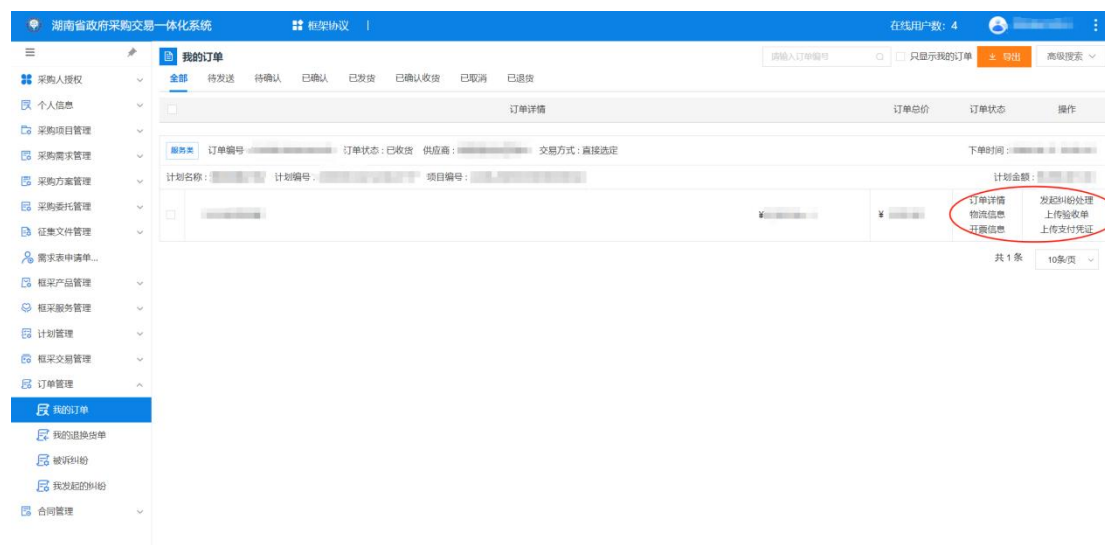 湖南省政府采购交易一体化系统 框架协议 在线用户数: 4
我的订单 请输入订单编号 只显示我的订单 导出 高级搜索
全部 待发送 待确认 已确认 已发货 已确认收货 已取消 已退货
订单详情 订单总价 订单状态 操作
服务类 订单编号 订单状态:已收货 供应商: 交易方式:直接选定 下单时间:
计划名称: 计划编号: 项目编号: 计划金额:
¥ ¥ 订单详情 发起纠纷处理
物流信息 上传验收单
开票信息 上传支付凭证
共 1 条 10条/页
采购人授权
个人信息
采购项目管理
采购需求管理
采购方案管理
采购委托管理
征集文件管理
需求表申请单...
框采产品管理
框采服务管理
计划管理
框采交易管理
订单管理
我的订单
我的退换货单
被诉纠纷
我发起的纠纷
合同管理